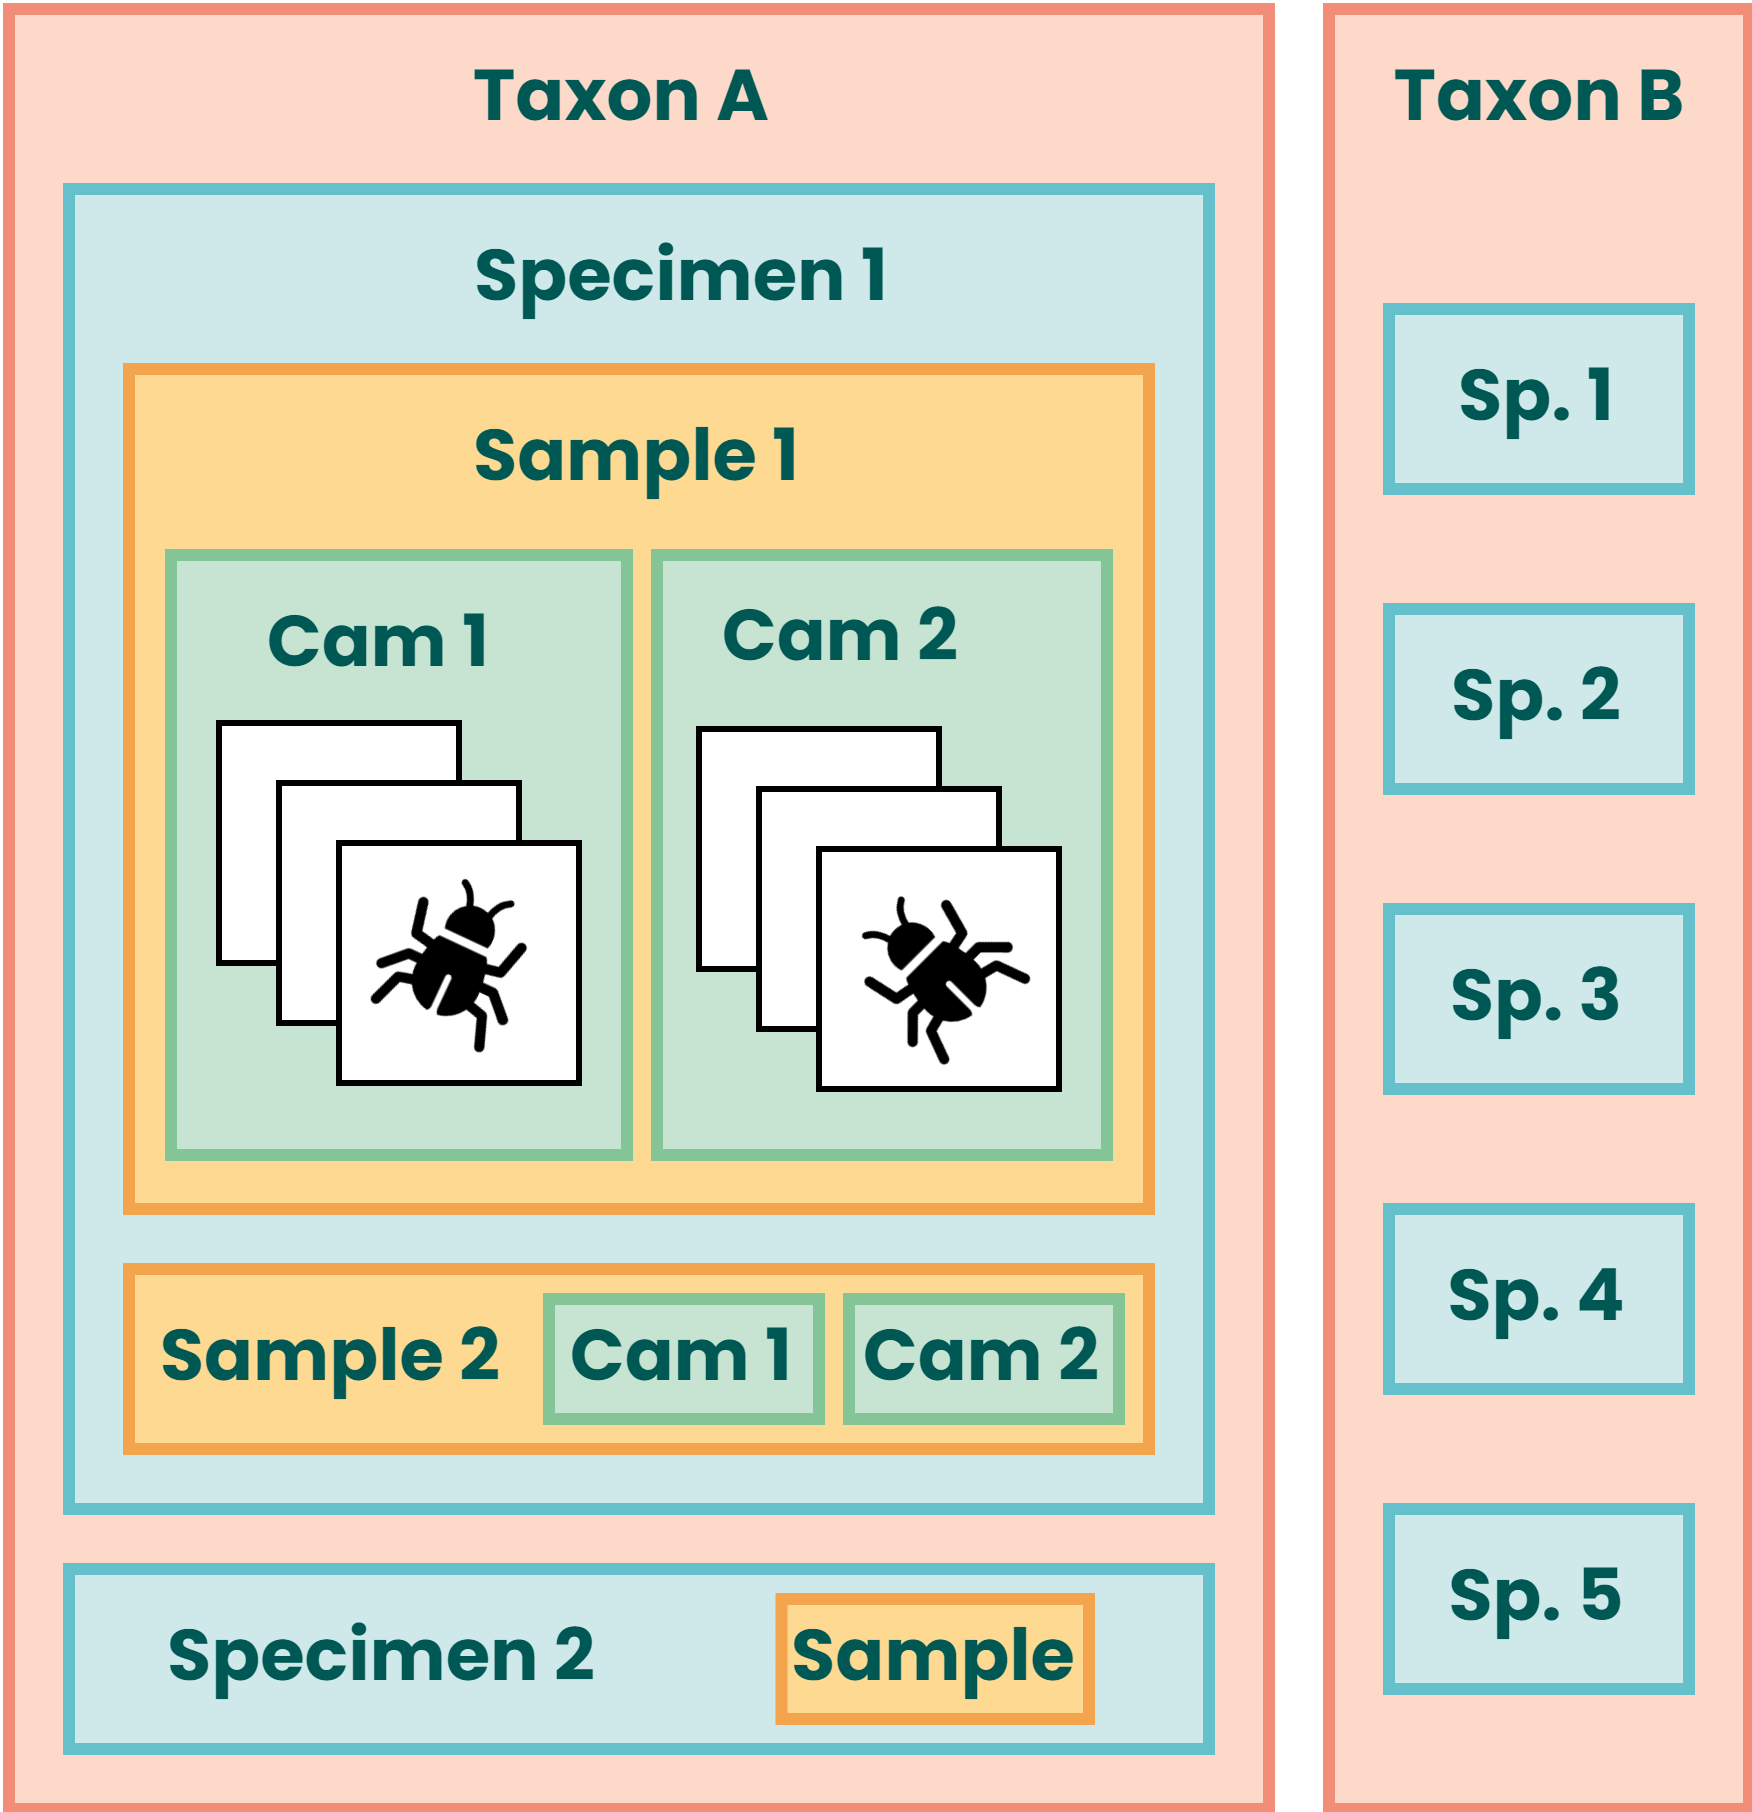 Taxon A
Specimen 1
Sample 1
Cam 1
Cam 2
Sample 2
Cam 1
Cam 2
Specimen 2
Sample
Taxon B
Sp. 1
Sp. 2
Sp. 3
Sp. 4
Sp. 5